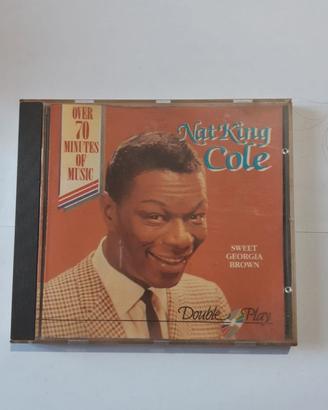 OVER
70
MINUTES
OF
MUSIC
Nat King
Cole
SWEET
GEORGIA
BROWN
Double Play